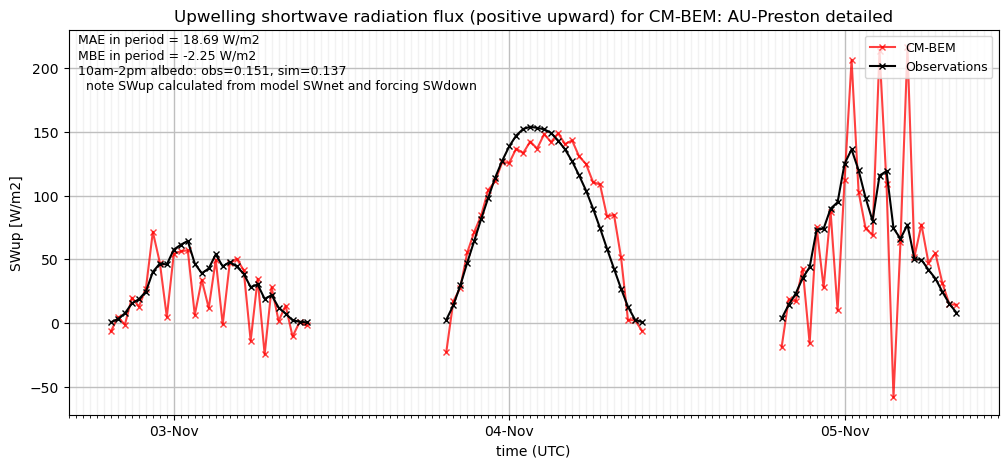 Upwelling shortwave radiation flux (positive upward) for CM-BEM: AU-Preston detailed
MAE in period = 18.69 W/m2
MBE in period = -2.25 W/m2
10am-2pm albedo: obs=0.151, sim=0.137
note SWup calculated from model SWnet and forcing SWdown
CM-BEM
Observations
SWup [W/m2]
200
150
100
50
0
−50
03-Nov
04-Nov
05-Nov
time (UTC)